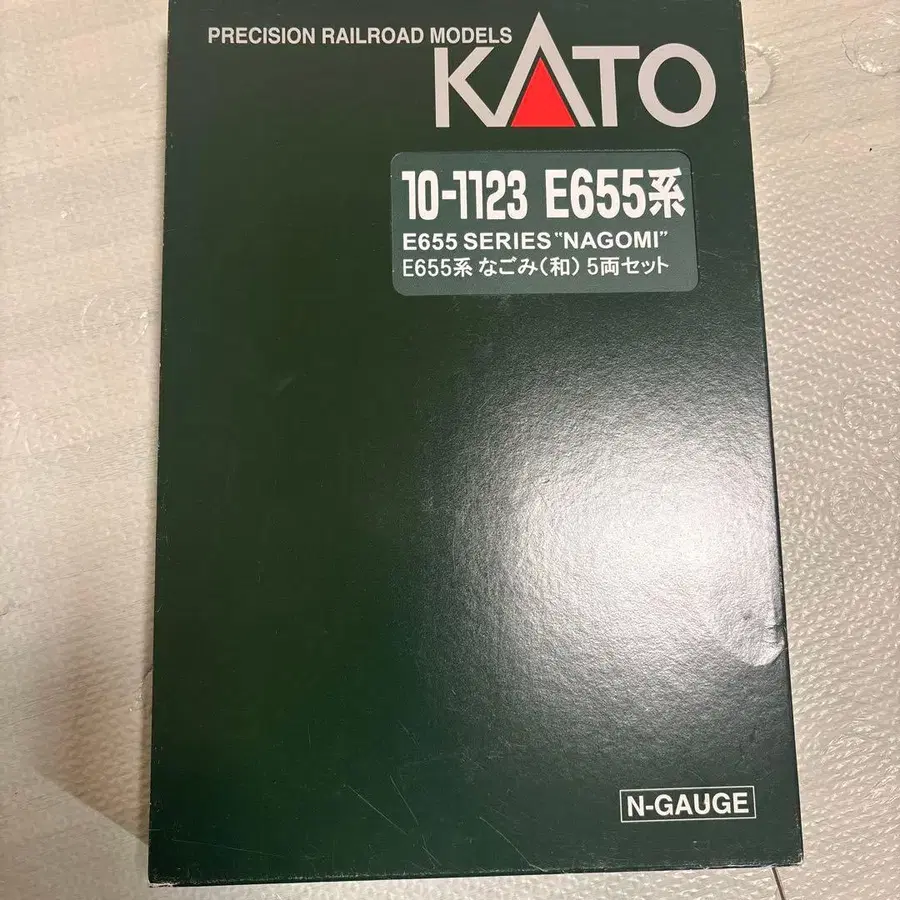 PRECISION RAILROAD MODELS
KATO
10-1123 E655系
E655 SERIES "NAGOMI"
E655系 なごみ(和) 5両セット
N-GAUGE